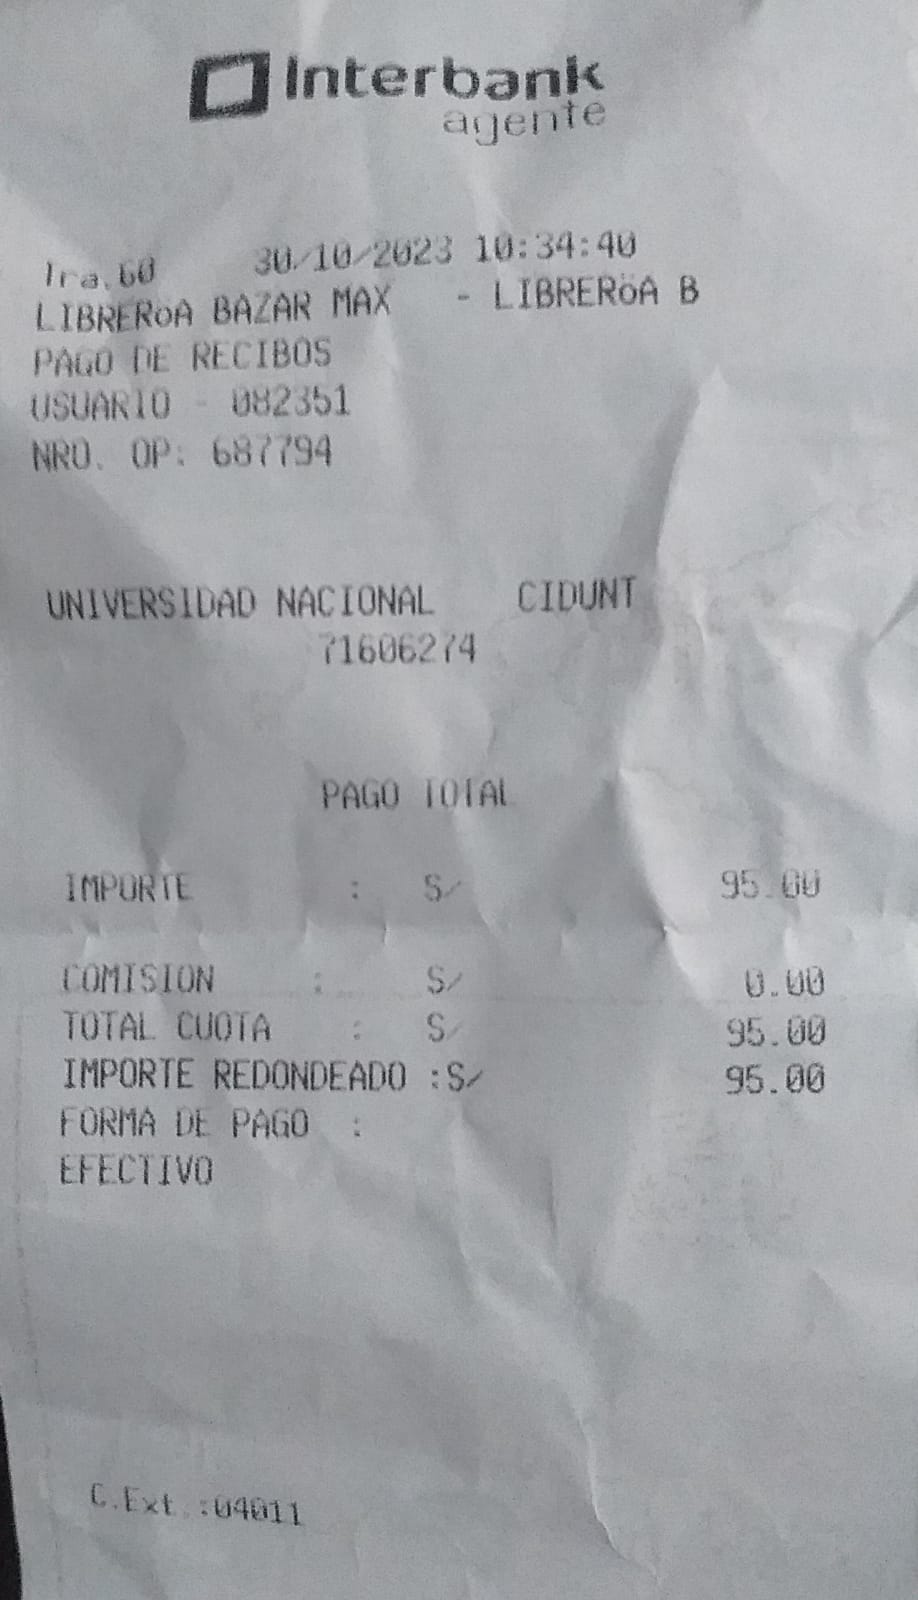 Interbank
agente
Tra.60 30/10/2023 10:34:40
LIBRERöA BAZAR MAX - LIBRERöA B
PAGO DE RECIBOS
USUARIO - 082351
NRO. OP: 687794
UNIVERSIDAD NACIONAL CIDUNT
71606274
PAGO TOTAL
IMPORTE : S/ 95.00
COMISION : S/ 0.00
TOTAL CUOTA : S/ 95.00
IMPORTE REDONDEADO :S/ 95.00
FORMA DE PAGO :
EFECTIVO
C.Ext.:04011